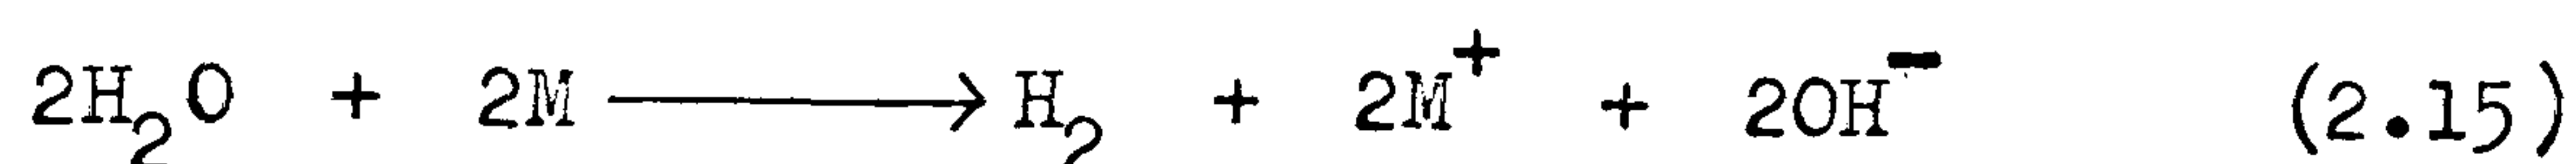 2H₂O + 2M ⟶ H₂ + 2M⁺ + 2OH⁻ (2.15)